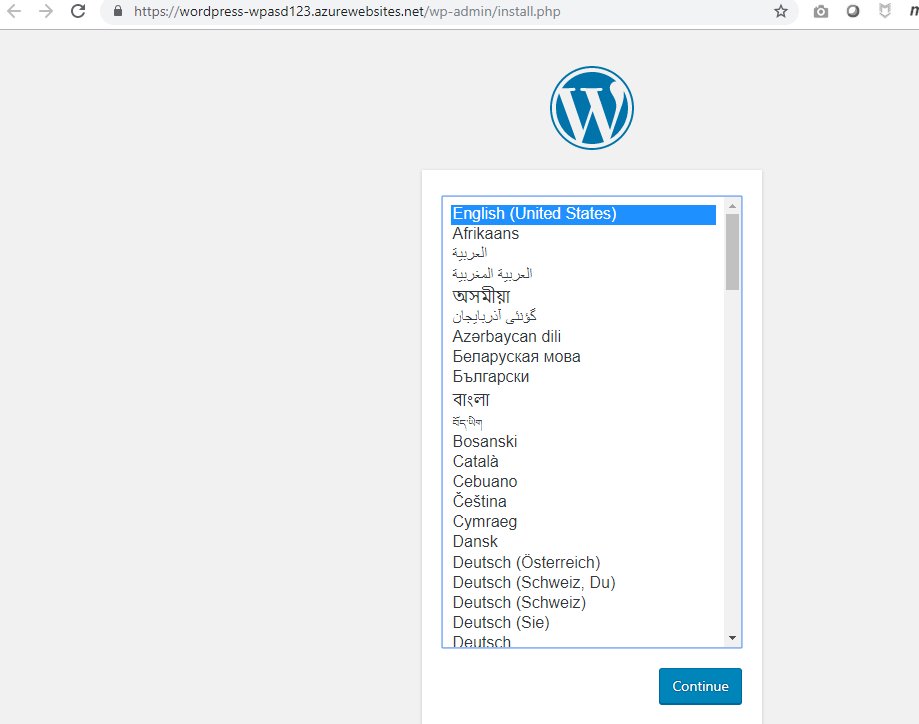 https://wordpress-wpasd123.azurewebsites.net/wp-admin/install.php
English (United States)
Afrikaans
العربية
العربية المغربية
অসমীয়া
گؤنئی آذربایجان
Azərbaycan dili
Беларуская мова
Български
বাংলা
བོད་ཡིག
Bosanski
Català
Cebuano
Čeština
Cymraeg
Dansk
Deutsch (Österreich)
Deutsch (Schweiz, Du)
Deutsch (Schweiz)
Deutsch (Sie)
Deutsch
Continue